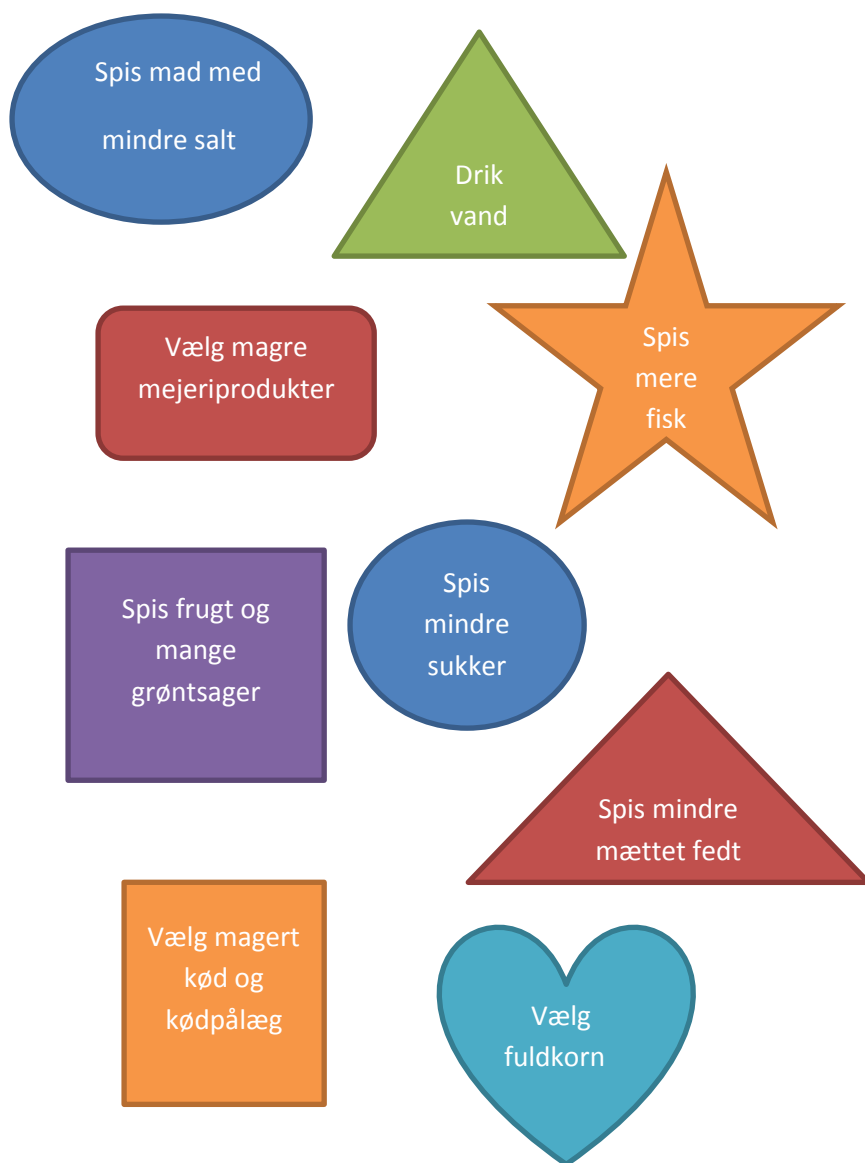 Spis mad med
mindre salt
Drik
vand
Vælg magre
mejeriprodukter
Spis
mere
fisk
Spis frugt og
mange
grøntsager
Spis
mindre
sukker
Spis mindre
mættet fedt
Vælg magert
kød og
kødpålæg
Vælg
fuldkorn